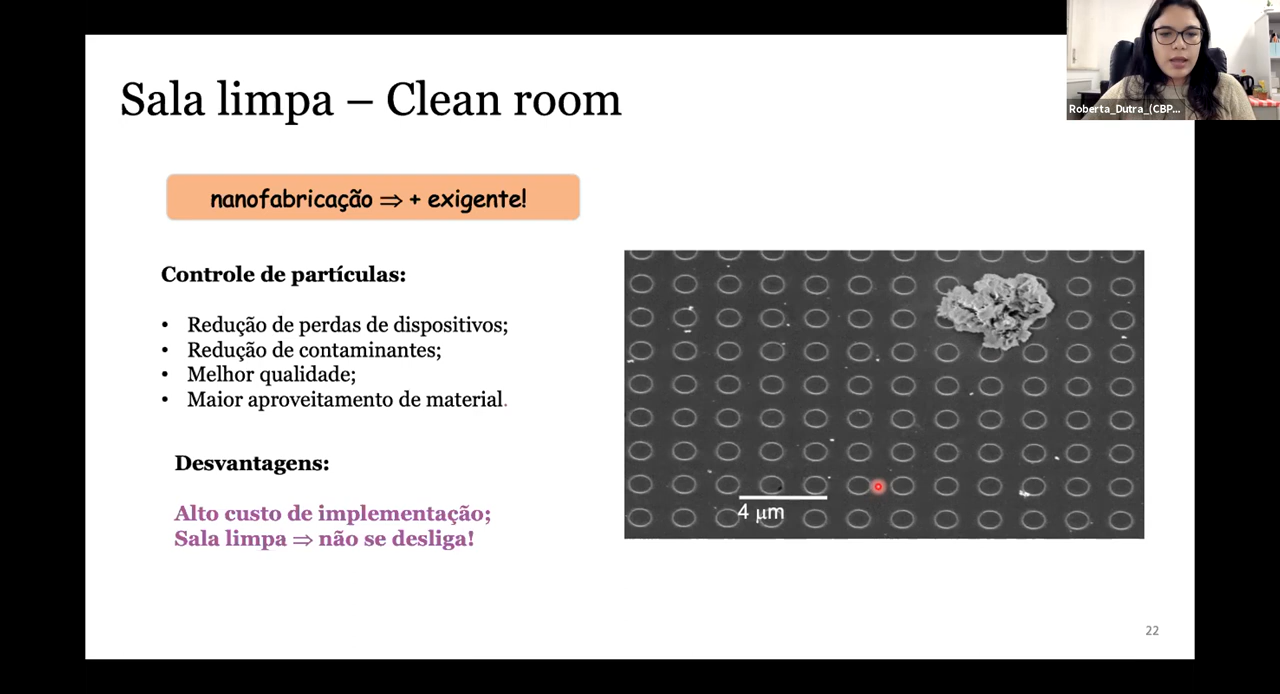 Sala limpa – Clean room
Roberta_Dutra_(CBP...
nanofabricação ⇒ + exigente!
Controle de partículas:
• Redução de perdas de dispositivos;
• Redução de contaminantes;
• Melhor qualidade;
• Maior aproveitamento de material.
Desvantagens:
Alto custo de implementação;
Sala limpa ⇒ não se desliga!
4 μm
22